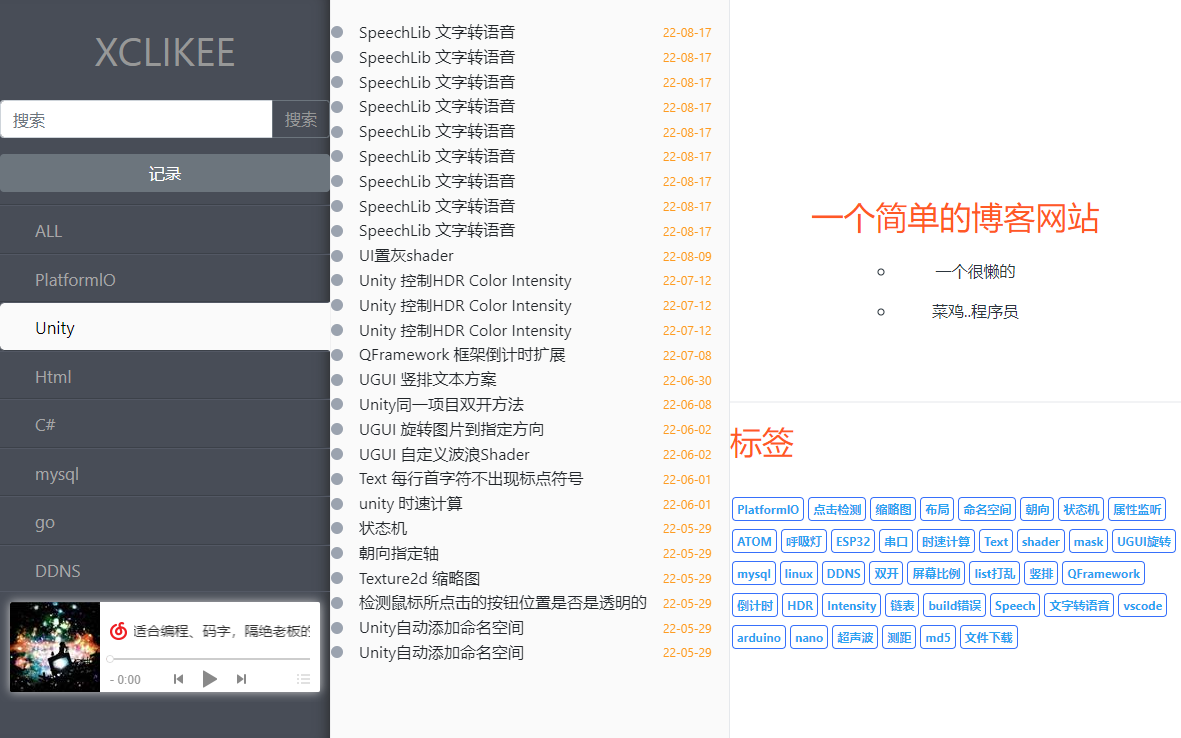 XCLIKEE
搜索 搜索
记录
ALL
PlatformIO
Unity
Html
C#
mysql
go
DDNS
适合编程、码字，隔绝老板的
- 0:00
SpeechLib 文字转语音 22-08-17
SpeechLib 文字转语音 22-08-17
SpeechLib 文字转语音 22-08-17
SpeechLib 文字转语音 22-08-17
SpeechLib 文字转语音 22-08-17
SpeechLib 文字转语音 22-08-17
SpeechLib 文字转语音 22-08-17
SpeechLib 文字转语音 22-08-17
SpeechLib 文字转语音 22-08-17
UI置灰shader 22-08-09
Unity 控制HDR Color Intensity 22-07-12
Unity 控制HDR Color Intensity 22-07-12
Unity 控制HDR Color Intensity 22-07-12
QFramework 框架倒计时扩展 22-07-08
UGUI 竖排文本方案 22-06-30
Unity同一项目双开方法 22-06-08
UGUI 旋转图片到指定方向 22-06-02
UGUI 自定义波浪Shader 22-06-02
Text 每行首字符不出现标点符号 22-06-01
unity 时速计算 22-06-01
状态机 22-05-29
朝向指定轴 22-05-29
Texture2d 缩略图 22-05-29
检测鼠标所点击的按钮位置是否是透明的 22-05-29
Unity自动添加命名空间 22-05-29
Unity自动添加命名空间 22-05-29
一个简单的博客网站
一个很懒的
菜鸡..程序员
标签
PlatformIO 点击检测 缩略图 布局 命名空间 朝向 状态机 属性监听
ATOM 呼吸灯 ESP32 串口 时速计算 Text shader mask UGUI旋转
mysql linux DDNS 双开 屏幕比例 list打乱 竖排 QFramework
倒计时 HDR Intensity 链表 build错误 Speech 文字转语音 vscode
arduino nano 超声波 测距 md5 文件下载